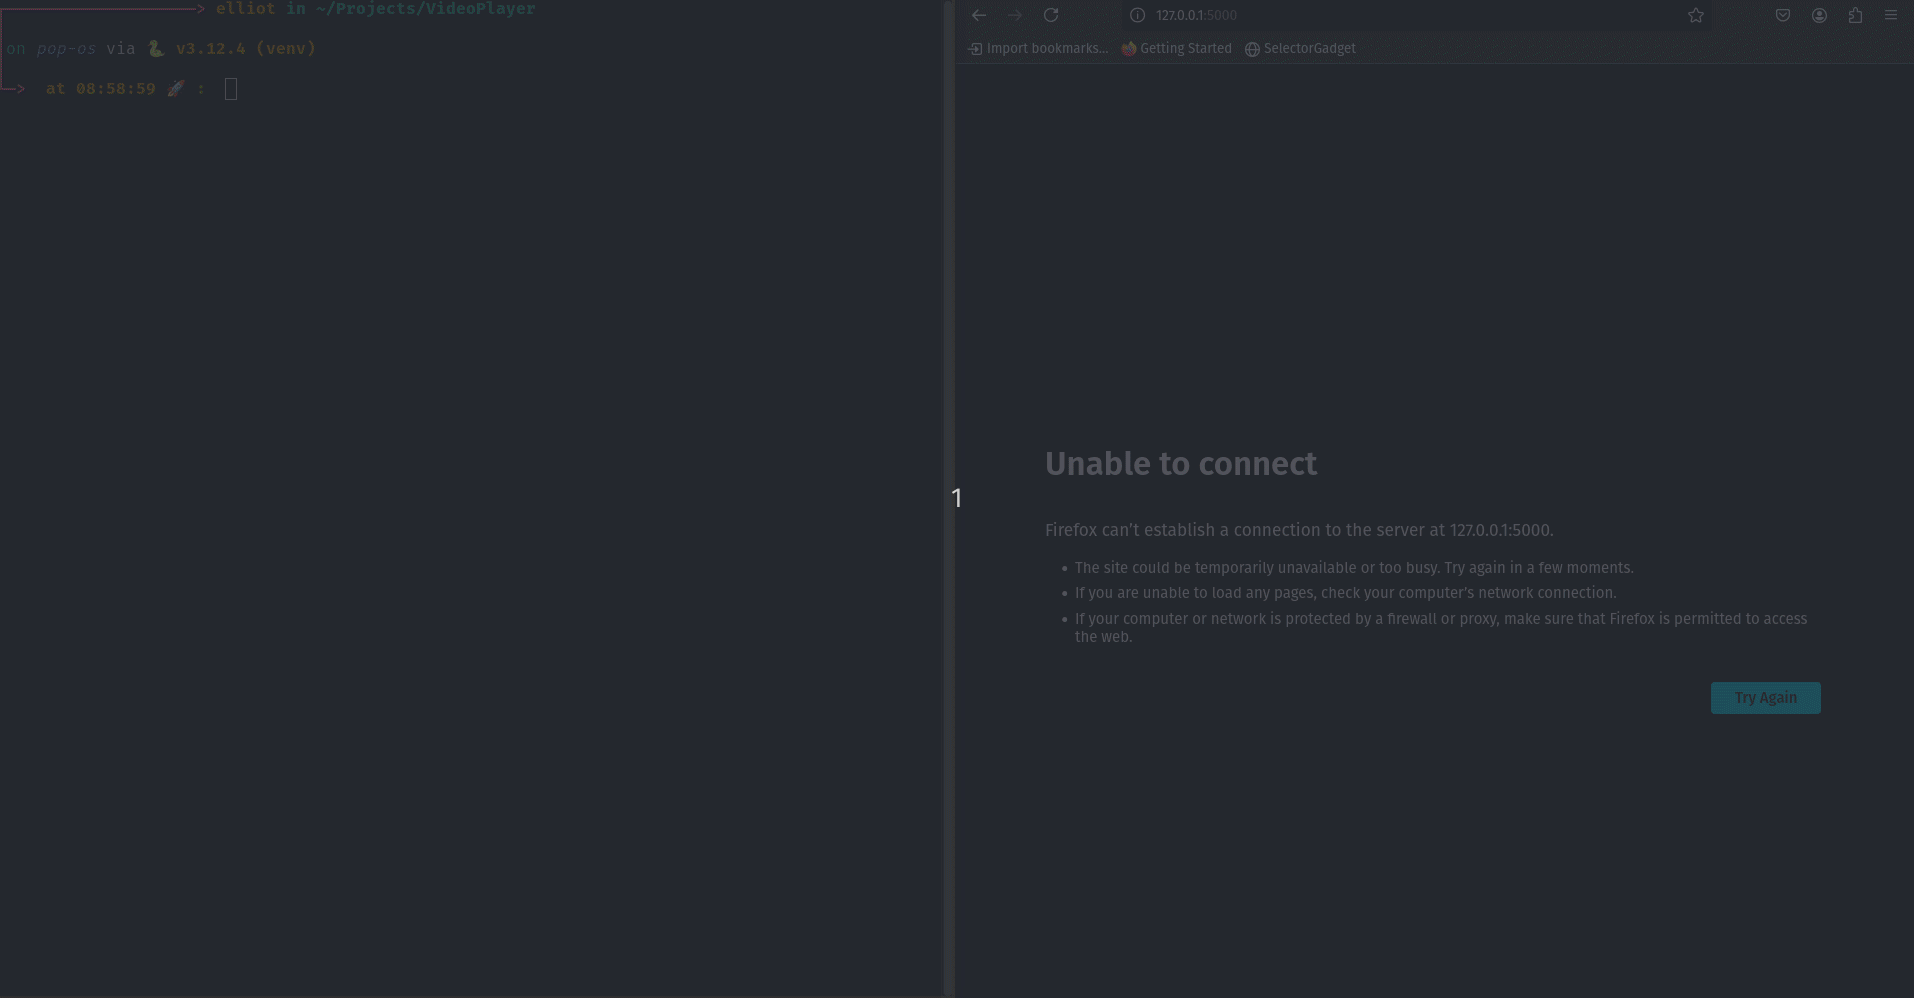 elliot in ~/Projects/VideoPlayer
on pop-os via 🐍 v3.12.4 (venv)
> at 08:58:59 🚀 :
127.0.0.1:5000
Import bookmarks... Getting Started SelectorGadget
Unable to connect
1
Firefox can’t establish a connection to the server at 127.0.0.1:5000.
• The site could be temporarily unavailable or too busy. Try again in a few moments.
• If you are unable to load any pages, check your computer’s network connection.
• If your computer or network is protected by a firewall or proxy, make sure that Firefox is permitted to access
the web.
Try Again